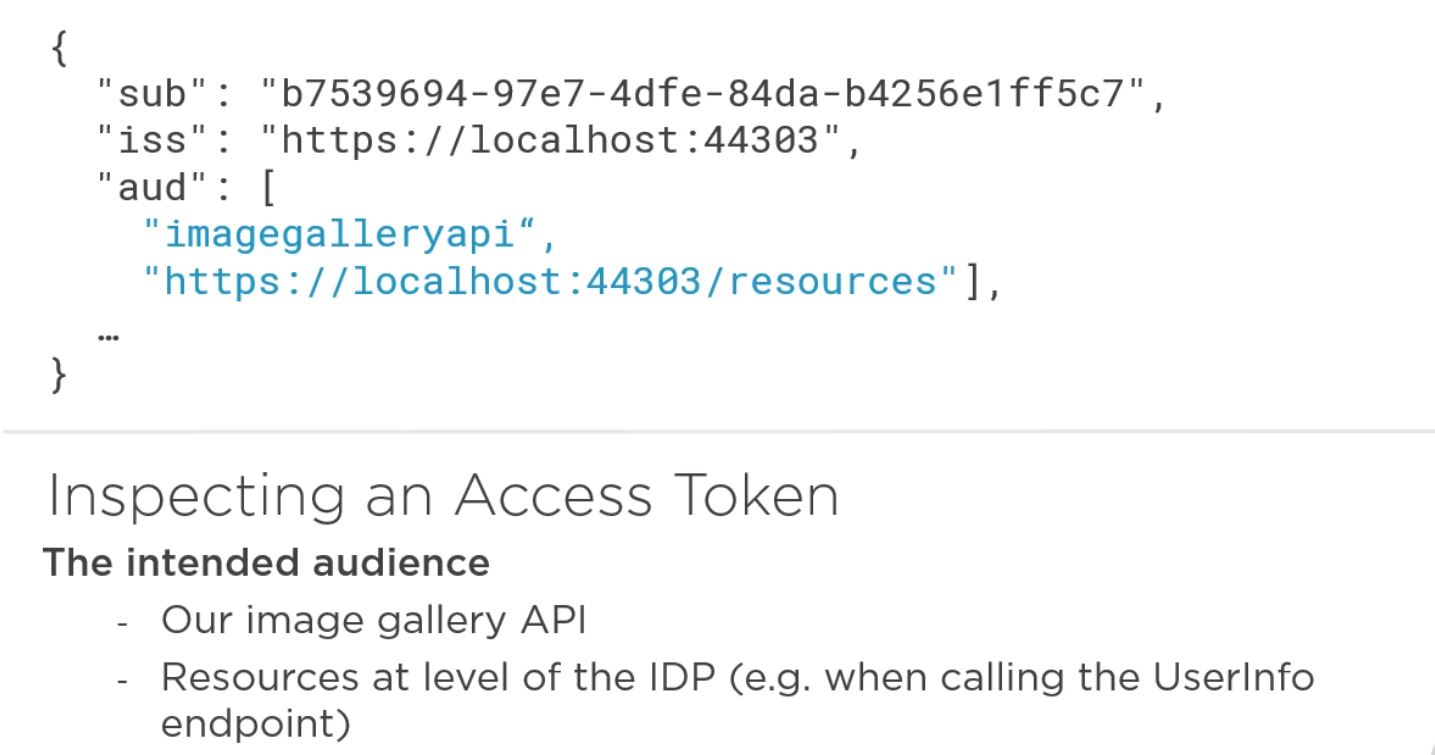 {
"sub": "b7539694-97e7-4dfe-84da-b4256e1ff5c7",
"iss": "https://localhost:44303",
"aud": [
"imagegalleryapi“,
"https://localhost:44303/resources"],
…
}
Inspecting an Access Token
The intended audience
- Our image gallery API
- Resources at level of the IDP (e.g. when calling the UserInfo
endpoint)